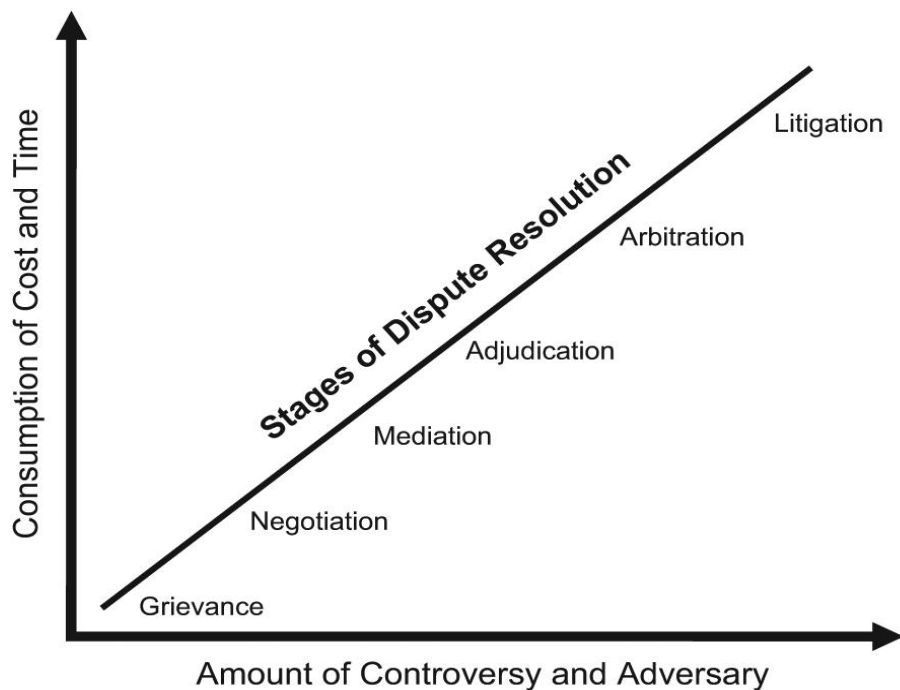 Consumption of Cost and Time
Stages of Dispute Resolution
Litigation
Arbitration
Adjudication
Mediation
Negotiation
Grievance
Amount of Controversy and Adversary